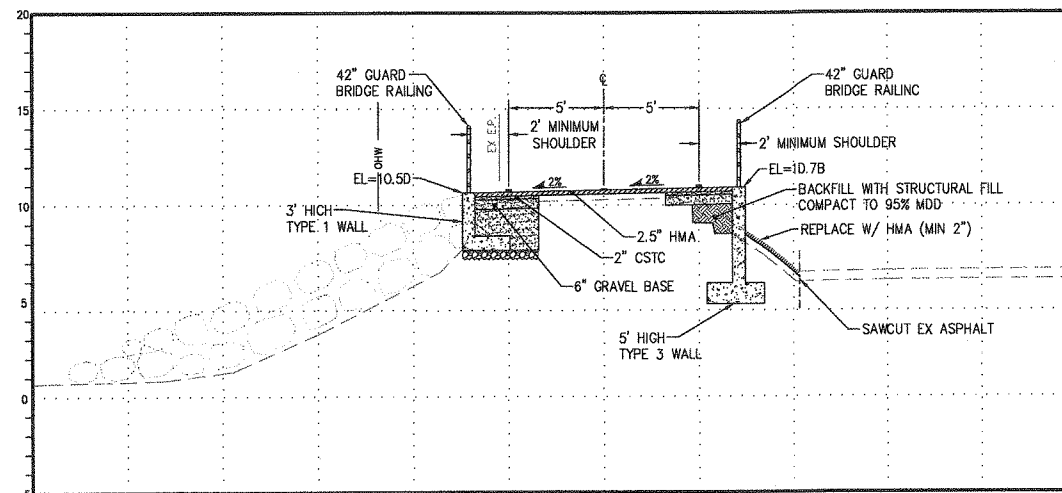 20
15
10
5
0
-5
42" GUARD
BRIDGE RAILING
OHW
EX E.P.
5'
℄
5'
2' MINIMUM
SHOULDER
42" GUARD
BRIDGE RAILING
2' MINIMUM SHOULDER
EL=10.50
2%
2%
EL=10.78
BACKFILL WITH STRUCTURAL FILL
COMPACT TO 95% MDD
REPLACE W/ HMA (MIN 2")
3' HIGH
TYPE 1 WALL
2.5" HMA
2" CSTC
6" GRAVEL BASE
5' HIGH
TYPE 3 WALL
SAWCUT EX ASPHALT